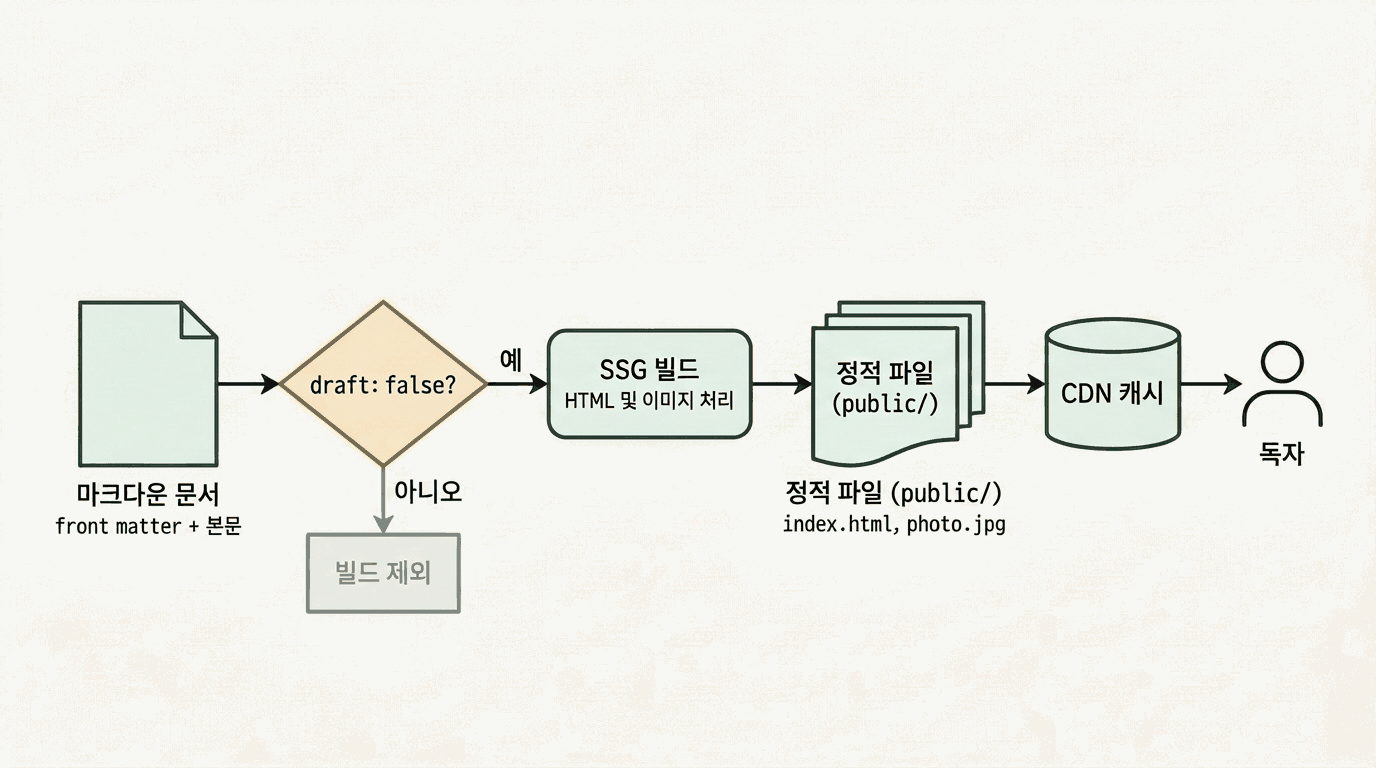 마크다운 문서
front matter + 본문
draft: false?
예
아니오
빌드 제외
SSG 빌드
HTML 및 이미지 처리
정적 파일
(public/)
정적 파일 (public/)
index.html, photo.jpg
CDN 캐시
독자